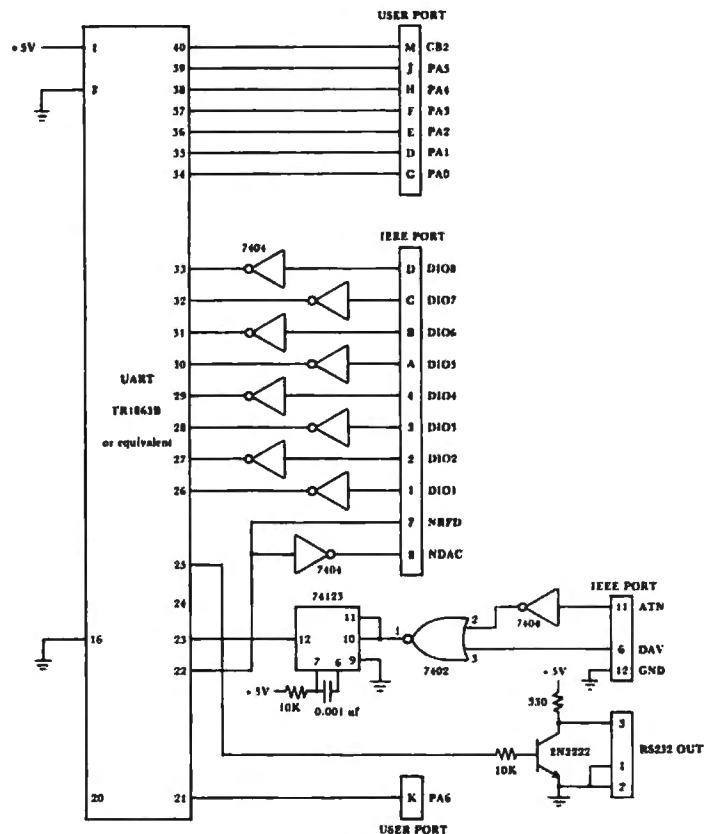 USER PORT
+5V 1 40 M CB2
39 J PA5
2 38 H PA4
37 F PA3
36 E PA2
35 D PA1
34 C PA0
IEEE PORT
7404
33 D DIO8
32 C DIO7
31 B DIO6
30 A DIO5
UART
29 4 DIO4
TR1863B
28 3 DIO3
or equivalent
27 2 DIO2
26 1 DIO1
7 NRFD
25 8 NDAC
7404
24
74123
IEEE PORT
11 2 11 ATN
7404
16 23 12 10 1
6 DAV
22 9 7402 3
12 GND
7 6
+5V
10K 0.001 uf
+5V
330
3
2N2222
RS232 OUT
10K
1
2
20 21 K PA6
USER PORT